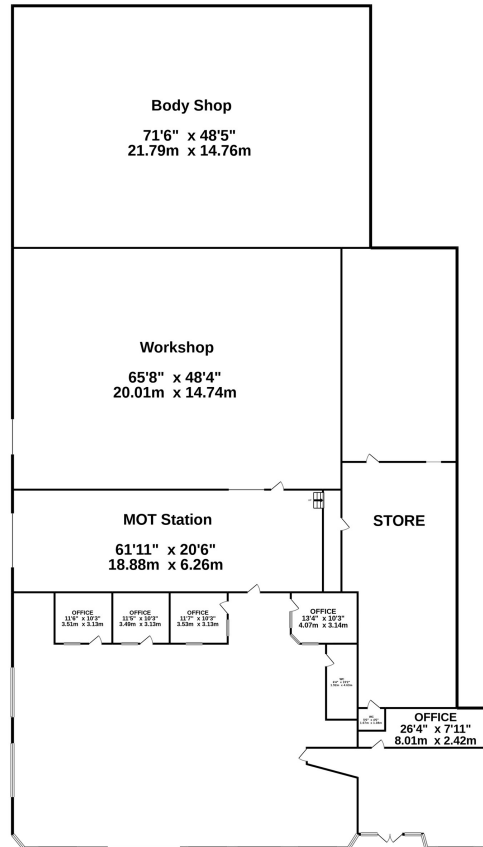 Body Shop
71'6" x 48'5"
21.79m x 14.76m
Workshop
65'8" x 48'4"
20.01m x 14.74m
MOT Station
61'11" x 20'6"
18.88m x 6.26m
STORE
OFFICE
11'6" x 10'3"
3.51m x 3.13m
OFFICE
11'5" x 10'3"
3.49m x 3.13m
OFFICE
11'7" x 10'3"
3.53m x 3.13m
OFFICE
13'4" x 10'3"
4.07m x 3.14m
OFFICE
26'4" x 7'11"
8.01m x 2.42m